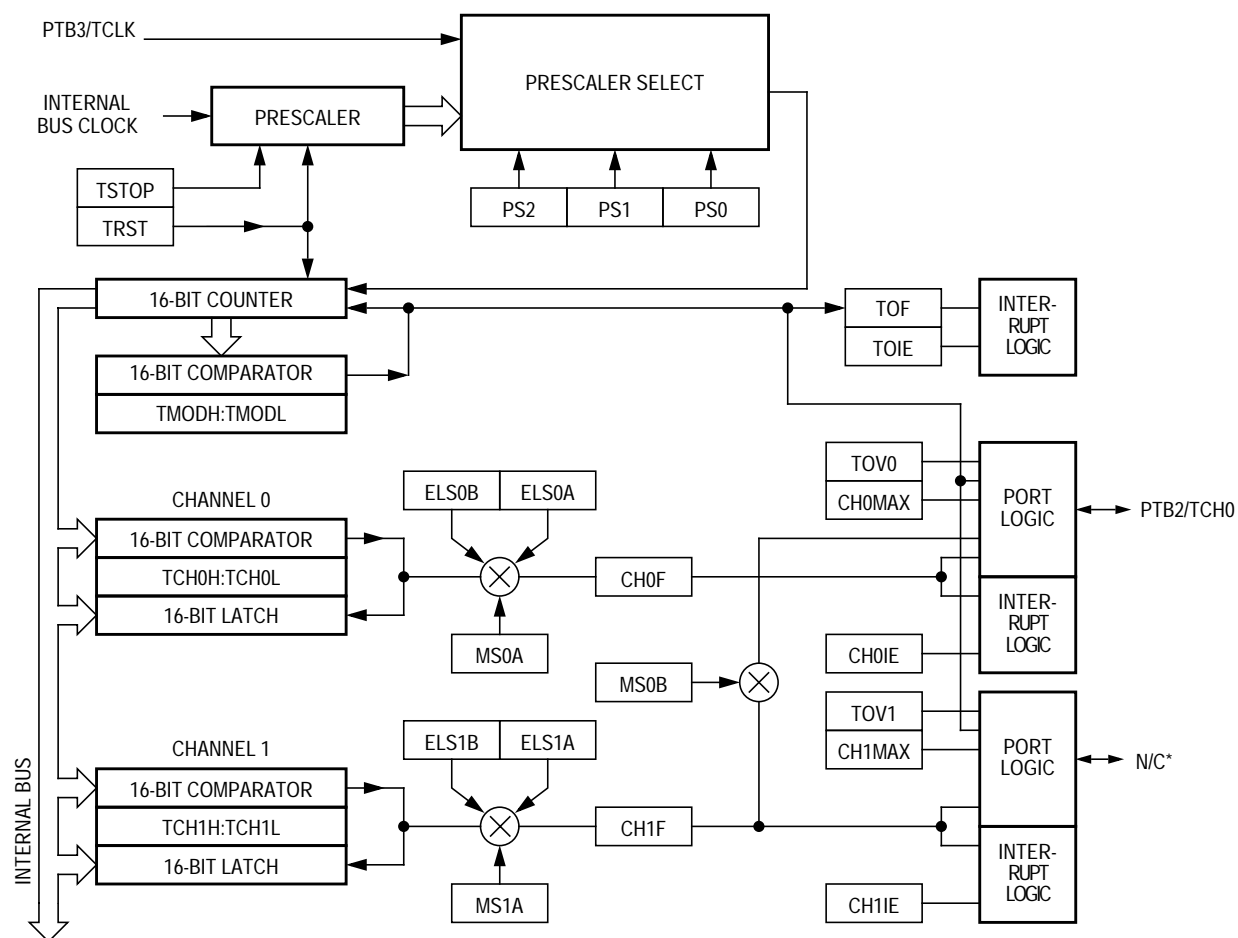 PTB3/TCLK
PRESCALER SELECT
INTERNAL
BUS CLOCK
PRESCALER
TSTOP
TRST
PS2
PS1
PS0
16-BIT COUNTER
16-BIT COMPARATOR
TMODH:TMODL
TOF
TOIE
INTER-
RUPT
LOGIC
CHANNEL 0
16-BIT COMPARATOR
TCH0H:TCH0L
16-BIT LATCH
ELS0B
ELS0A
MS0A
CH0F
TOV0
CH0MAX
PORT
LOGIC
PTB2/TCH0
INTER-
RUPT
LOGIC
CH0IE
MS0B
CHANNEL 1
16-BIT COMPARATOR
TCH1H:TCH1L
16-BIT LATCH
ELS1B
ELS1A
MS1A
CH1F
TOV1
CH1MAX
PORT
LOGIC
N/C*
INTER-
RUPT
LOGIC
CH1IE
INTERNAL BUS